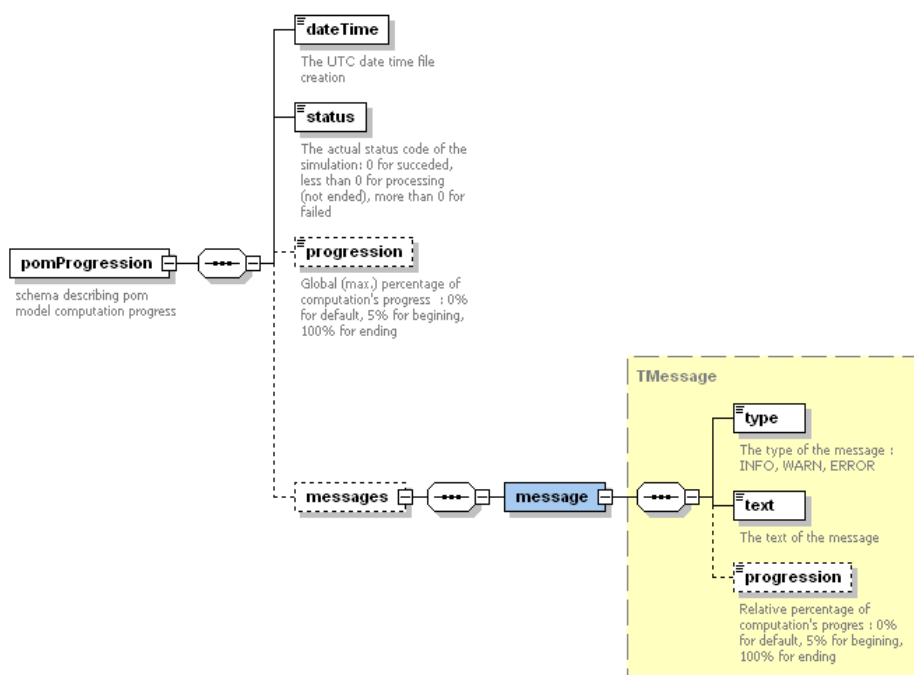 dateTime
The UTC date time file
creation
status
The actual status code of the
simulation: 0 for succeded,
less than 0 for processing
(not ended), more than 0 for
failed
pomProgression
schema describing pom
model computation progress
progression
Global (max.) percentage of
computation's progress : 0%
for default, 5% for begining,
100% for ending
TMessage
type
The type of the message :
INFO, WARN, ERROR
messages
message
text
The text of the message
progression
Relative percentage of
computation's progres : 0%
for default, 5% for begining,
100% for ending